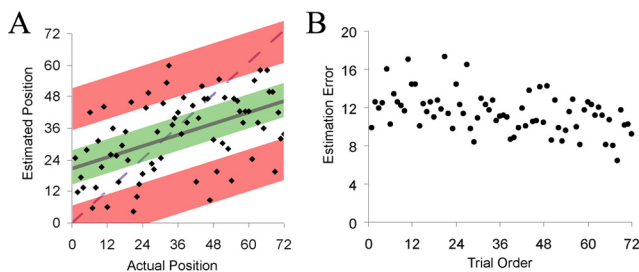 A
Estimated Position
72
60
48
36
24
12
0
0 12 24 36 48 60 72
Actual Position
B
Estimation Error
20
16
12
8
4
0
0 12 24 36 48 60 72
Trial Order